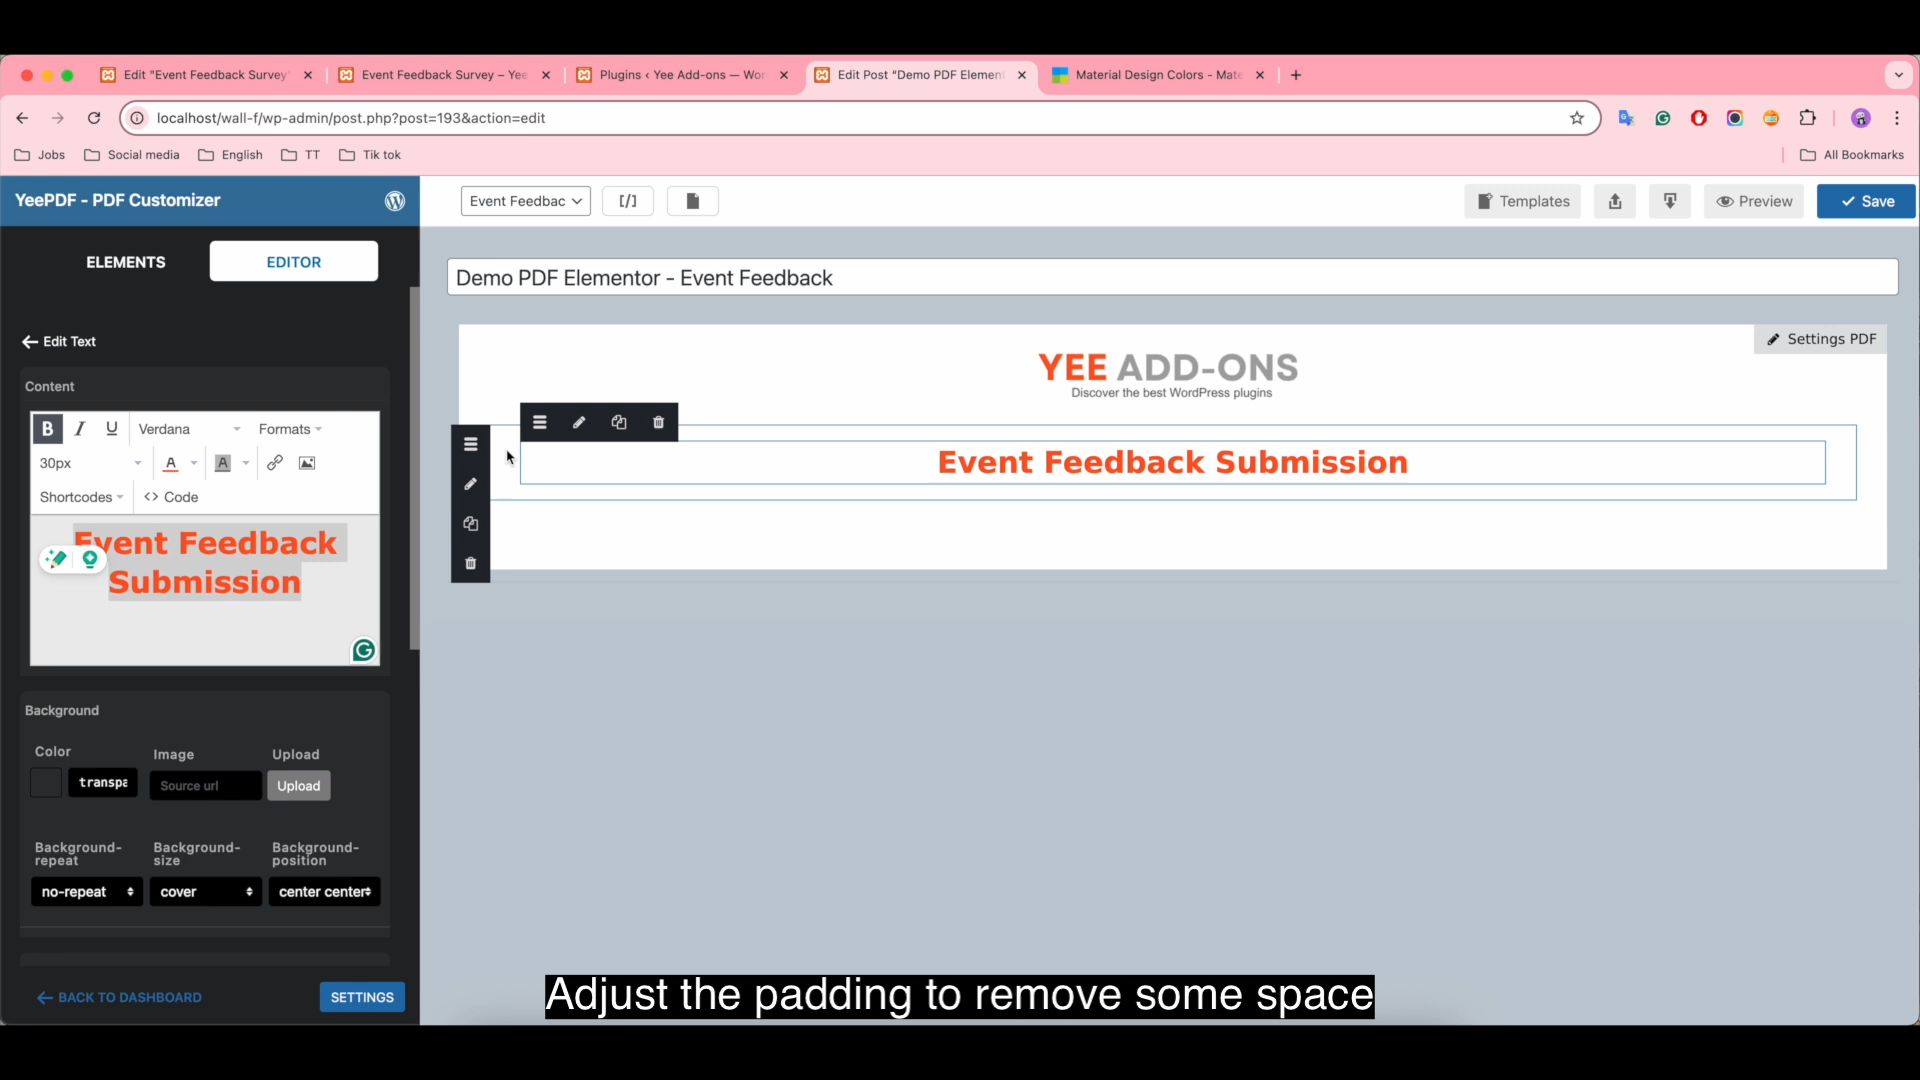 Edit "Event Feedback Survey"
Event Feedback Survey – Yee
Plugins ‹ Yee Add-ons — Wor
Edit Post "Demo PDF Element
Material Design Colors - Mate
localhost/wall-f/wp-admin/post.php?post=193&action=edit
Jobs
Social media
English
TT
Tik tok
All Bookmarks
YeePDF - PDF Customizer
Event Feedbac
[/]
Templates
Preview
Save
ELEMENTS
EDITOR
Demo PDF Elementor - Event Feedback
Edit Text
Settings PDF
YEE ADD-ONS
Discover the best WordPress plugins
Content
B I U Verdana Formats
30px A A
Shortcodes <> Code
Event Feedback Submission
Event Feedback
Submission
Background
Color
Image
Upload
transpa
Source url
Upload
Background-
repeat
Background-
size
Background-
position
no-repeat
cover
center center
BACK TO DASHBOARD
SETTINGS
Adjust the padding to remove some space